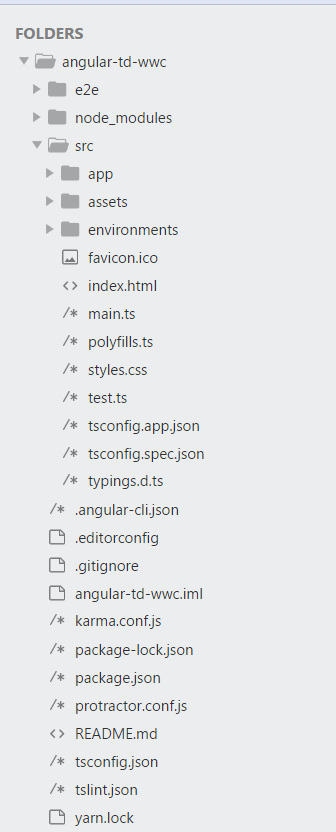 FOLDERS
angular-td-wwc
e2e
node_modules
src
app
assets
environments
favicon.ico
index.html
main.ts
polyfills.ts
styles.css
test.ts
tsconfig.app.json
tsconfig.spec.json
typings.d.ts
.angular-cli.json
.editorconfig
.gitignore
angular-td-wwc.iml
karma.conf.js
package-lock.json
package.json
protractor.conf.js
README.md
tsconfig.json
tslint.json
yarn.lock